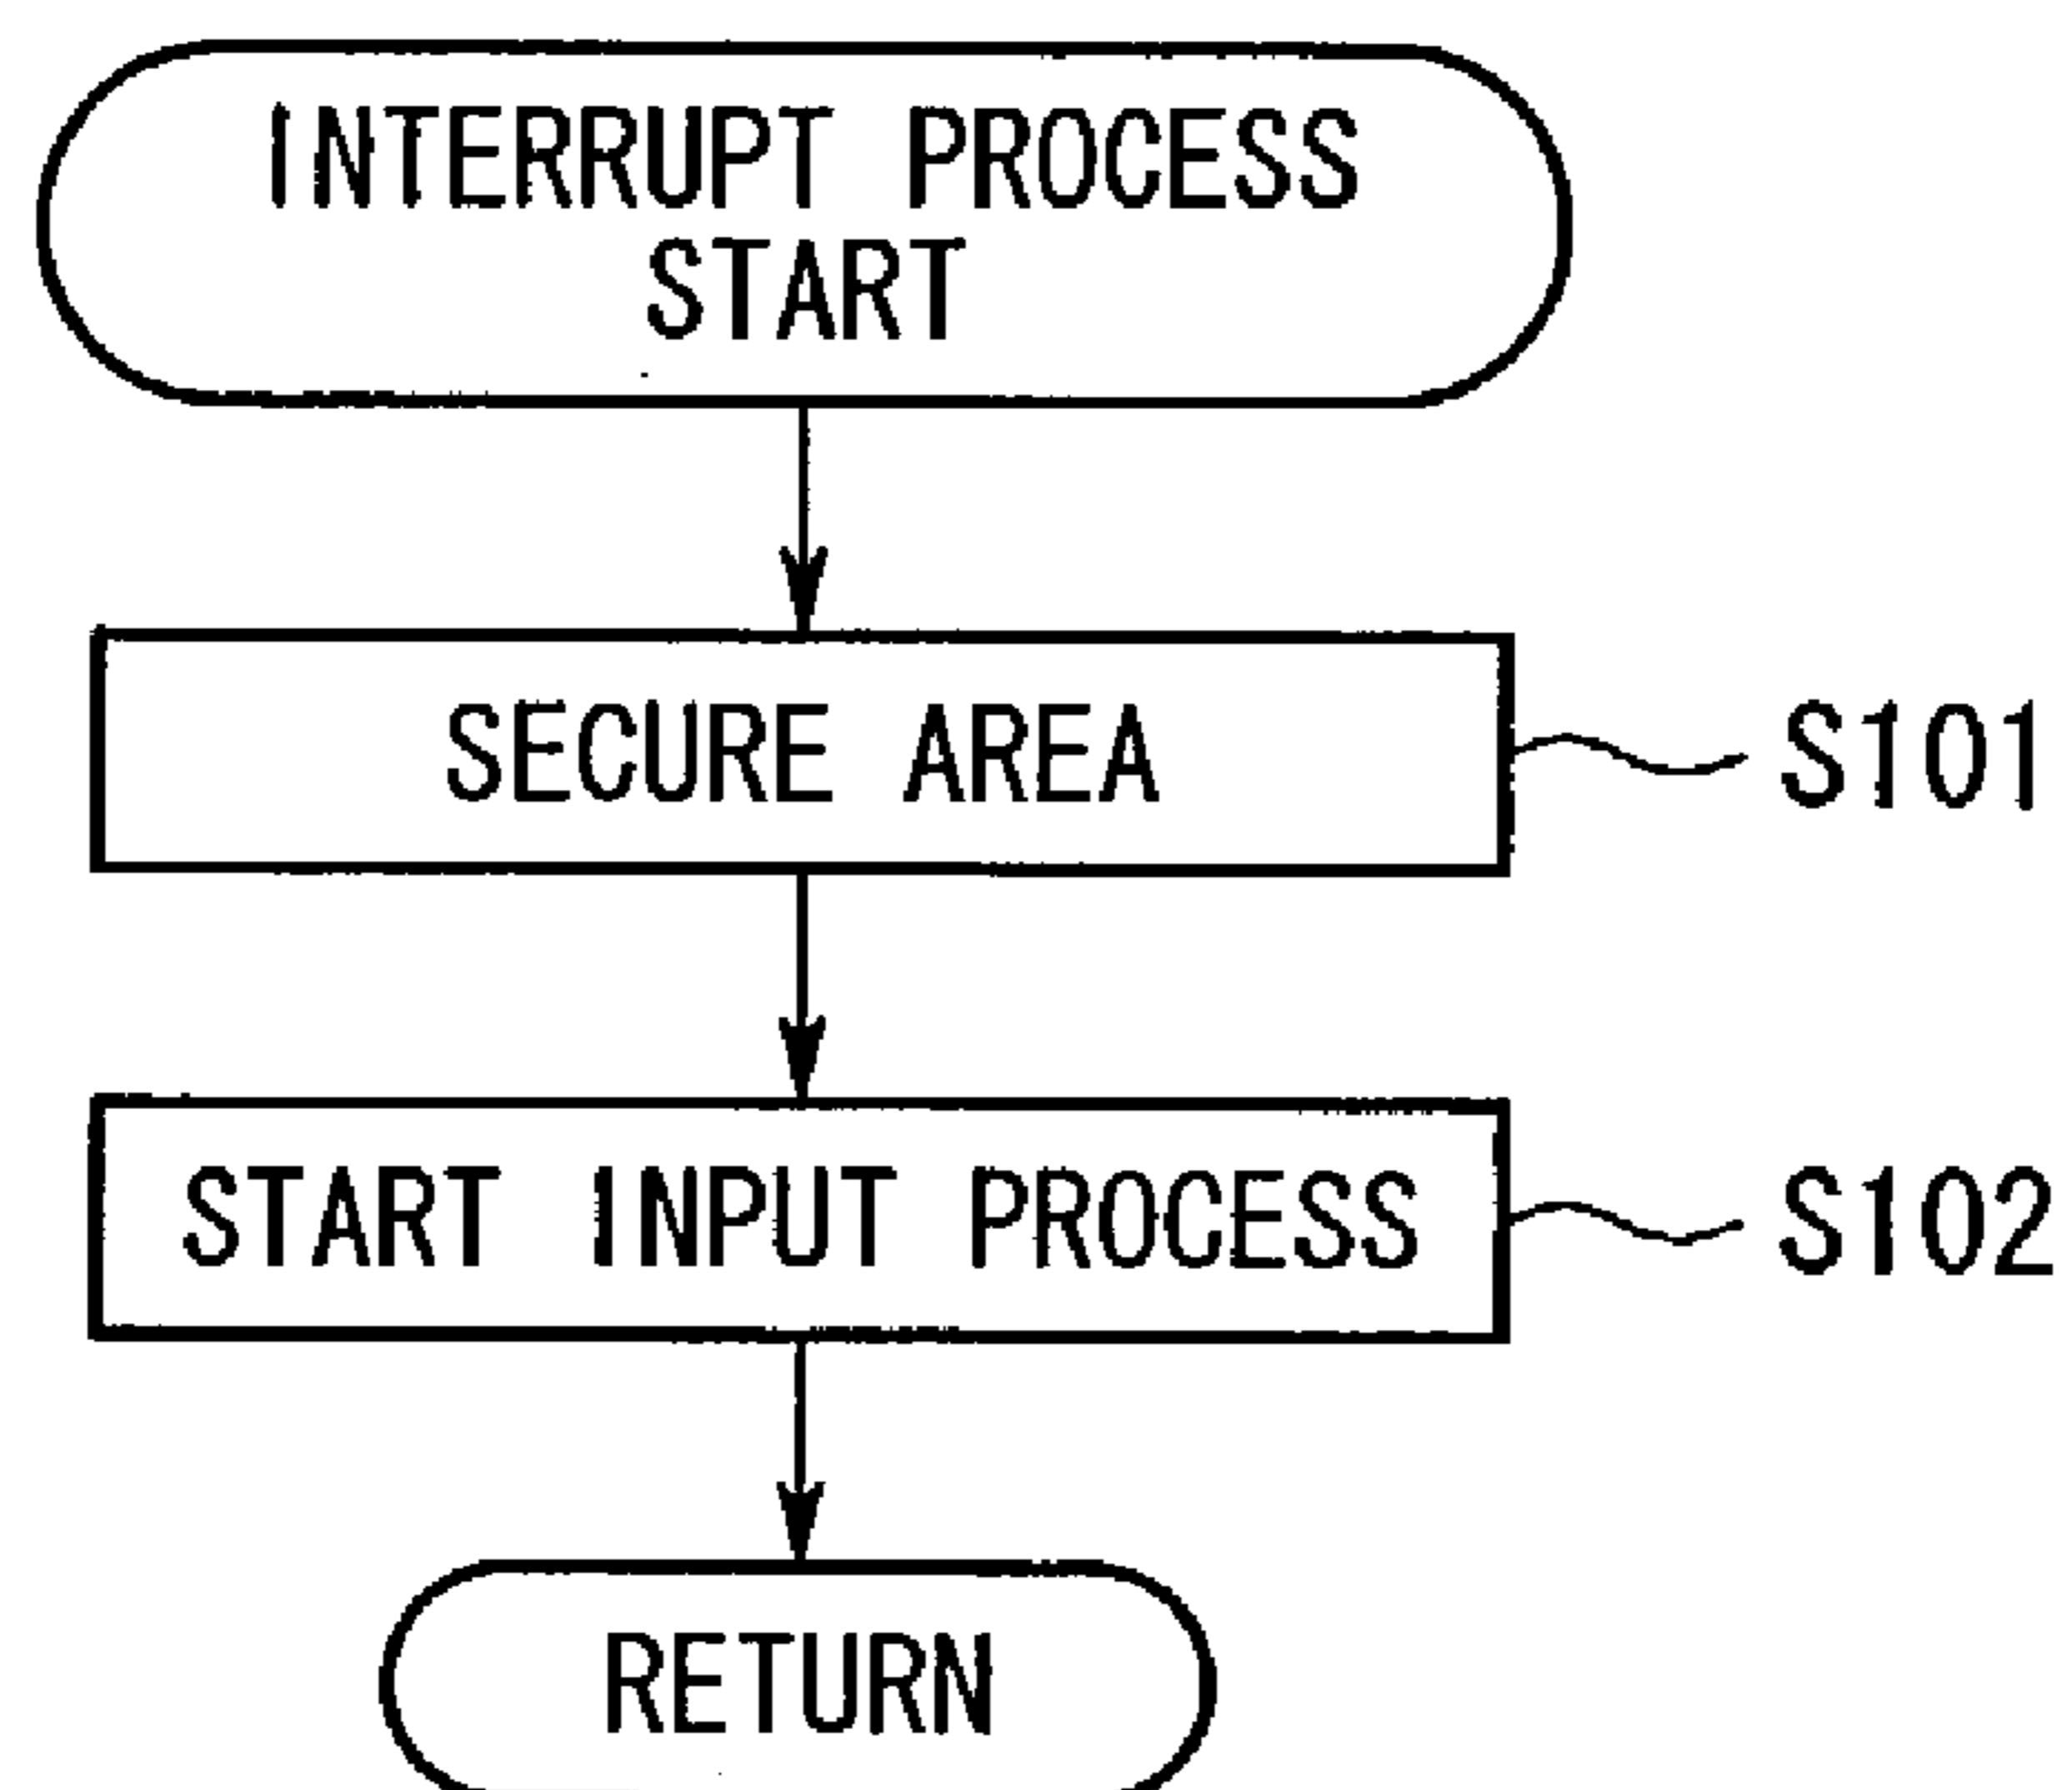 INTERRUPT PROCESS
START
SECURE AREA
S101
START INPUT PROCESS
S102
RETURN